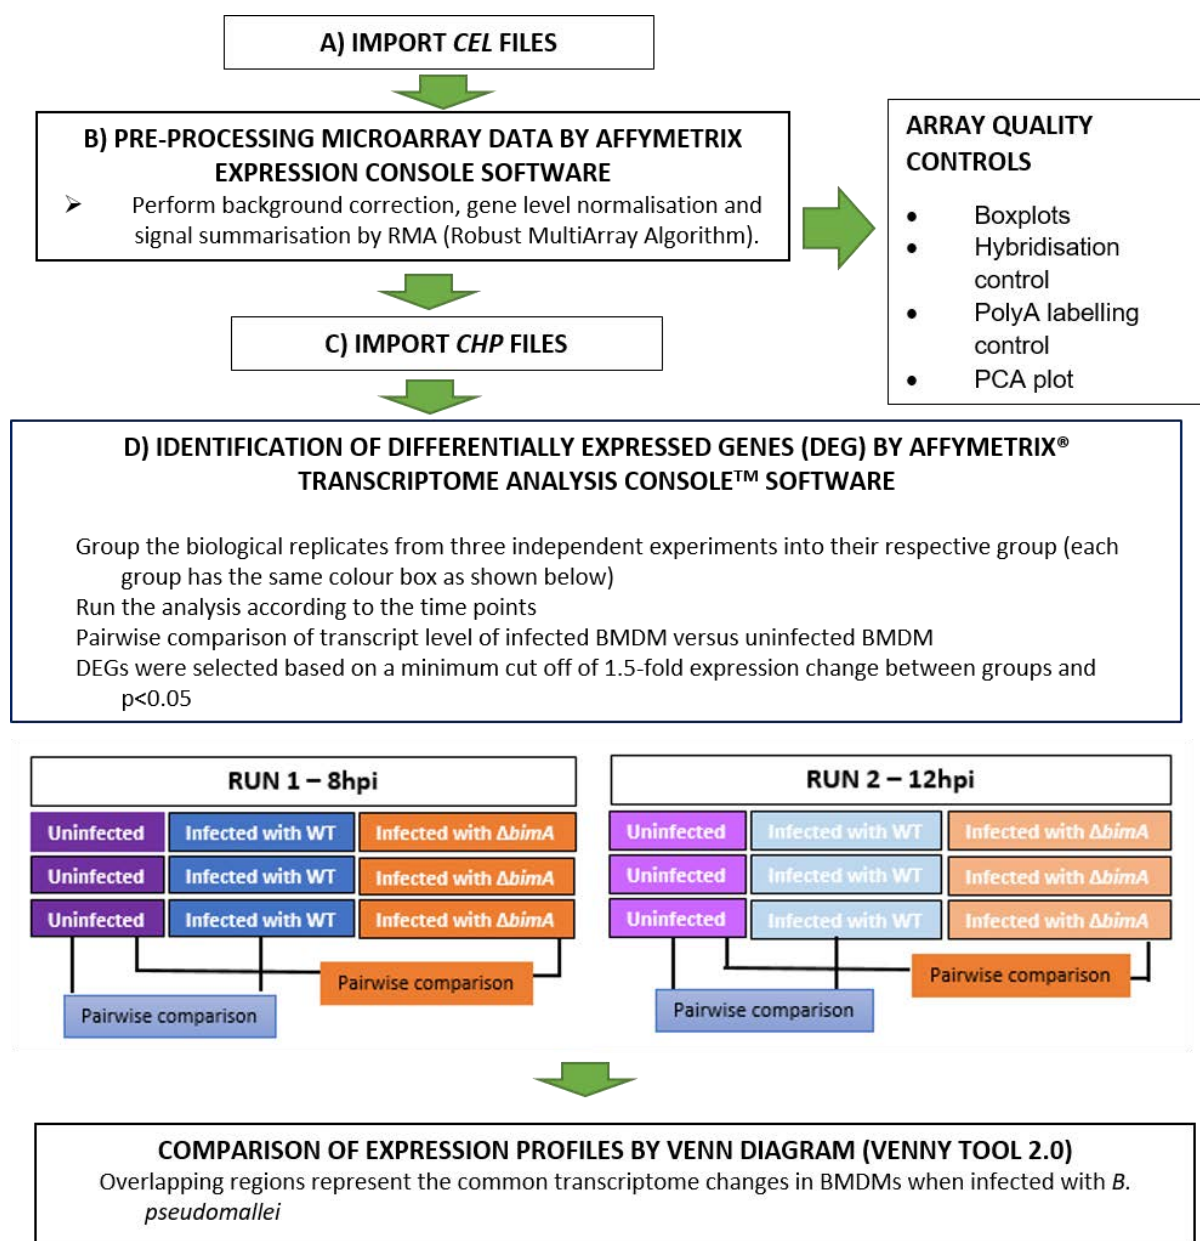 A) IMPORT CEL FILES
B) PRE-PROCESSING MICROARRAY DATA BY AFFYMETRIX
EXPRESSION CONSOLE SOFTWARE
➢ Perform background correction, gene level normalisation and
signal summarisation by RMA (Robust MultiArray Algorithm).
ARRAY QUALITY
CONTROLS
• Boxplots
• Hybridisation
control
• PolyA labelling
control
• PCA plot
C) IMPORT CHP FILES
D) IDENTIFICATION OF DIFFERENTIALLY EXPRESSED GENES (DEG) BY AFFYMETRIX®
TRANSCRIPTOME ANALYSIS CONSOLE™ SOFTWARE
Group the biological replicates from three independent experiments into their respective group (each
group has the same colour box as shown below)
Run the analysis according to the time points
Pairwise comparison of transcript level of infected BMDM versus uninfected BMDM
DEGs were selected based on a minimum cut off of 1.5-fold expression change between groups and
p<0.05
RUN 1 – 8hpi
Uninfected Infected with WT Infected with ΔbimA
Uninfected Infected with WT Infected with ΔbimA
Uninfected Infected with WT Infected with ΔbimA
Pairwise comparison
Pairwise comparison
RUN 2 – 12hpi
Uninfected Infected with WT Infected with ΔbimA
Uninfected Infected with WT Infected with ΔbimA
Uninfected Infected with WT Infected with ΔbimA
Pairwise comparison
Pairwise comparison
COMPARISON OF EXPRESSION PROFILES BY VENN DIAGRAM (VENNY TOOL 2.0)
Overlapping regions represent the common transcriptome changes in BMDMs when infected with B.
pseudomallei